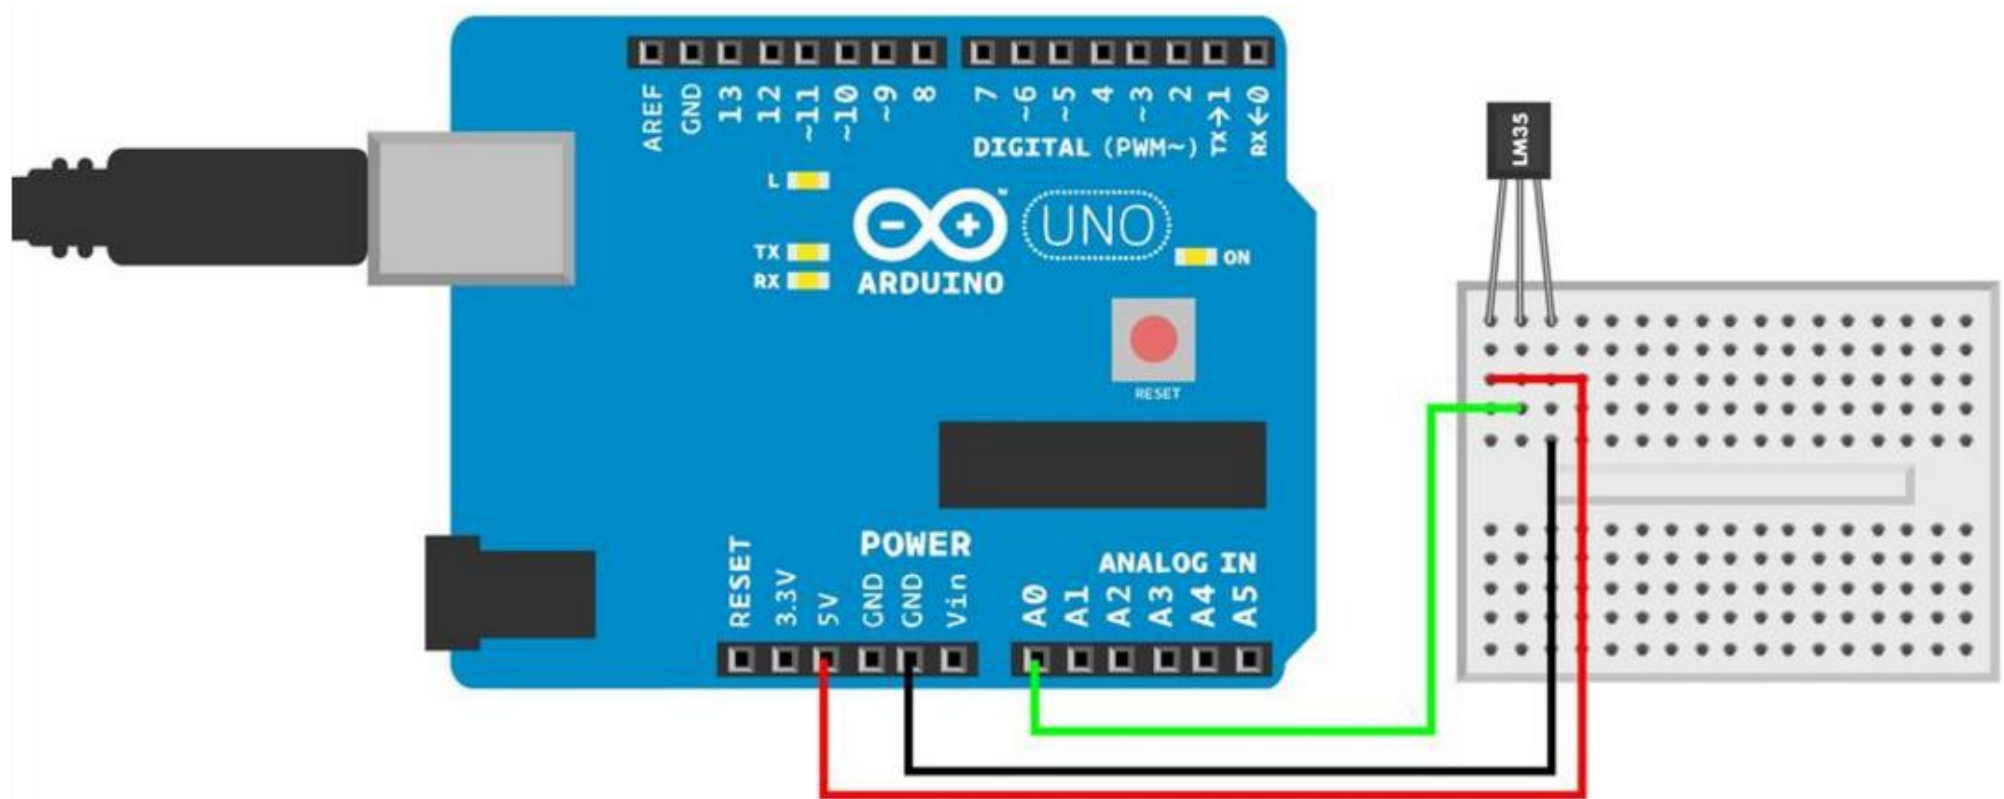 AREF
GND
13
12
~11
~10
~9
8
7
~6
~5
4
~3
2
TX→1
RX←0
DIGITAL (PWM~)
L
TX
RX
ARDUINO
™
UNO
ON
RESET
LM35
POWER
RESET
3.3V
5V
GND
GND
Vin
ANALOG IN
A0
A1
A2
A3
A4
A5